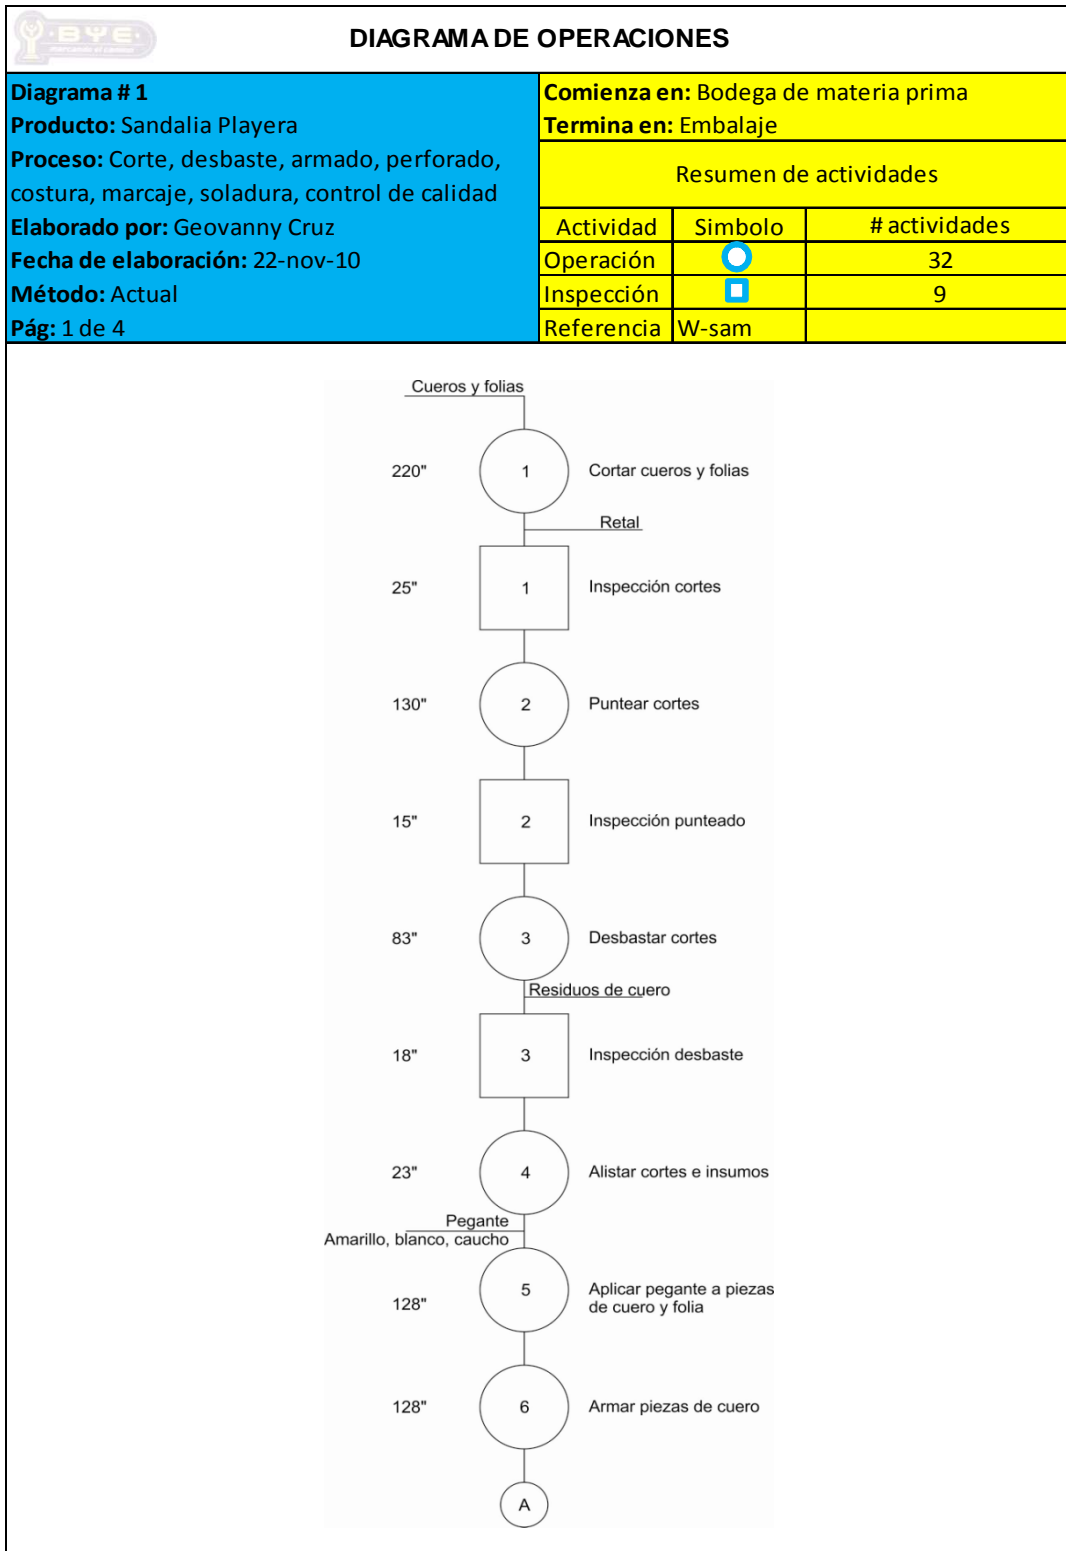 BYE
marcando el camino
DIAGRAMA DE OPERACIONES
Diagrama # 1
Producto: Sandalia Playera
Proceso: Corte, desbaste, armado, perforado,
costura, marcaje, soladura, control de calidad
Elaborado por: Geovanny Cruz
Fecha de elaboración: 22-nov-10
Método: Actual
Pág: 1 de 4
Comienza en: Bodega de materia prima
Termina en: Embalaje
Resumen de actividades
Actividad Simbolo # actividades
Operación 32
Inspección 9
Referencia W-sam
Cueros y folias
220" 1 Cortar cueros y folias
Retal
25" 1 Inspección cortes
130" 2 Puntear cortes
15" 2 Inspección punteado
83" 3 Desbastar cortes
Residuos de cuero
18" 3 Inspección desbaste
23" 4 Alistar cortes e insumos
Pegante
Amarillo, blanco, caucho
128" 5 Aplicar pegante a piezas
de cuero y folia
128" 6 Armar piezas de cuero
A